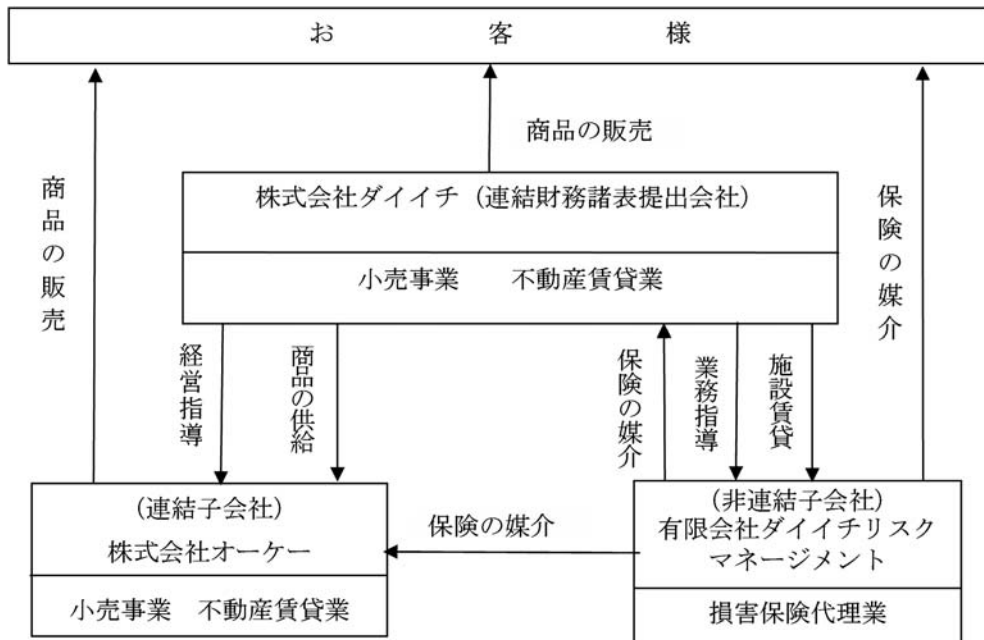 お客様
商品の販売
株式会社ダイイチ（連結財務諸表提出会社）
小売事業　不動産賃貸業
商品の販売
保険の媒介
経営指導
商品の供給
保険の媒介
業務指導
施設賃貸
（連結子会社）
株式会社オーケー
小売事業　不動産賃貸業
保険の媒介
（非連結子会社）
有限会社ダイイチリスク
マネージメント
損害保険代理業